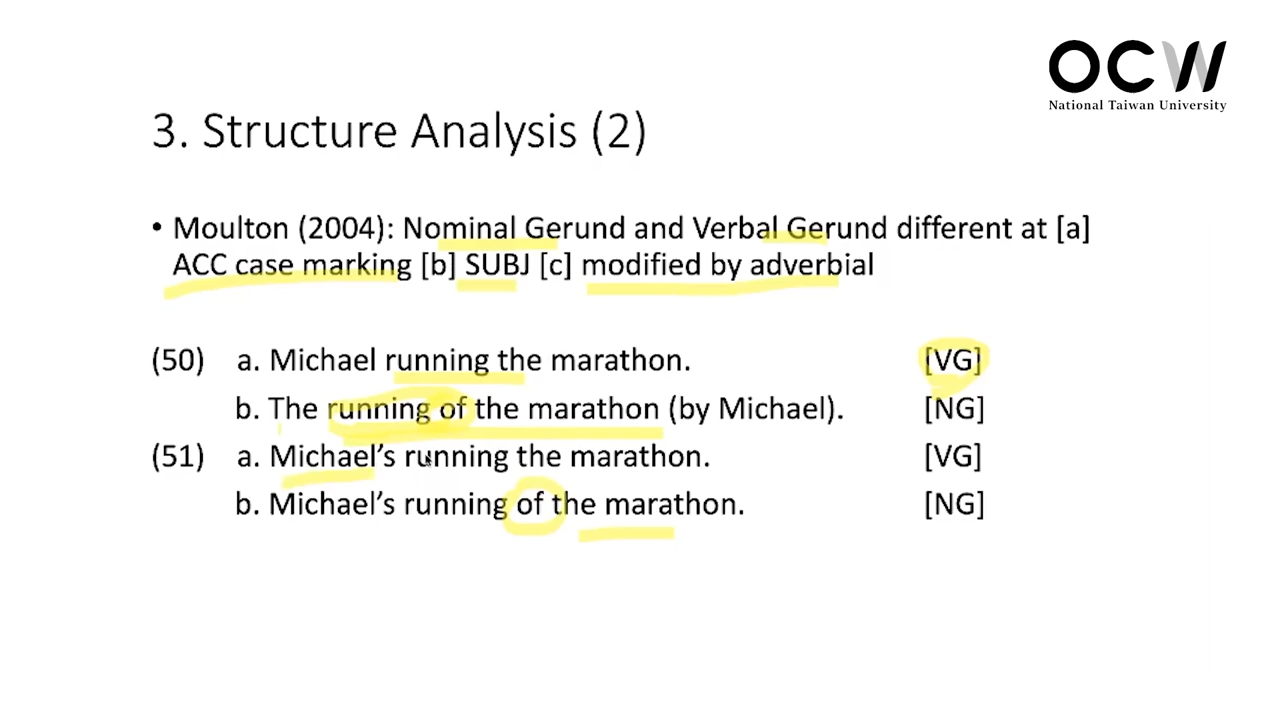 OCW
National Taiwan University
3. Structure Analysis (2)
• Moulton (2004): Nominal Gerund and Verbal Gerund different at [a]
ACC case marking [b] SUBJ [c] modified by adverbial
(50) a. Michael running the marathon. [VG]
b. The running of the marathon (by Michael). [NG]
(51) a. Michael’s running the marathon. [VG]
b. Michael’s running of the marathon. [NG]